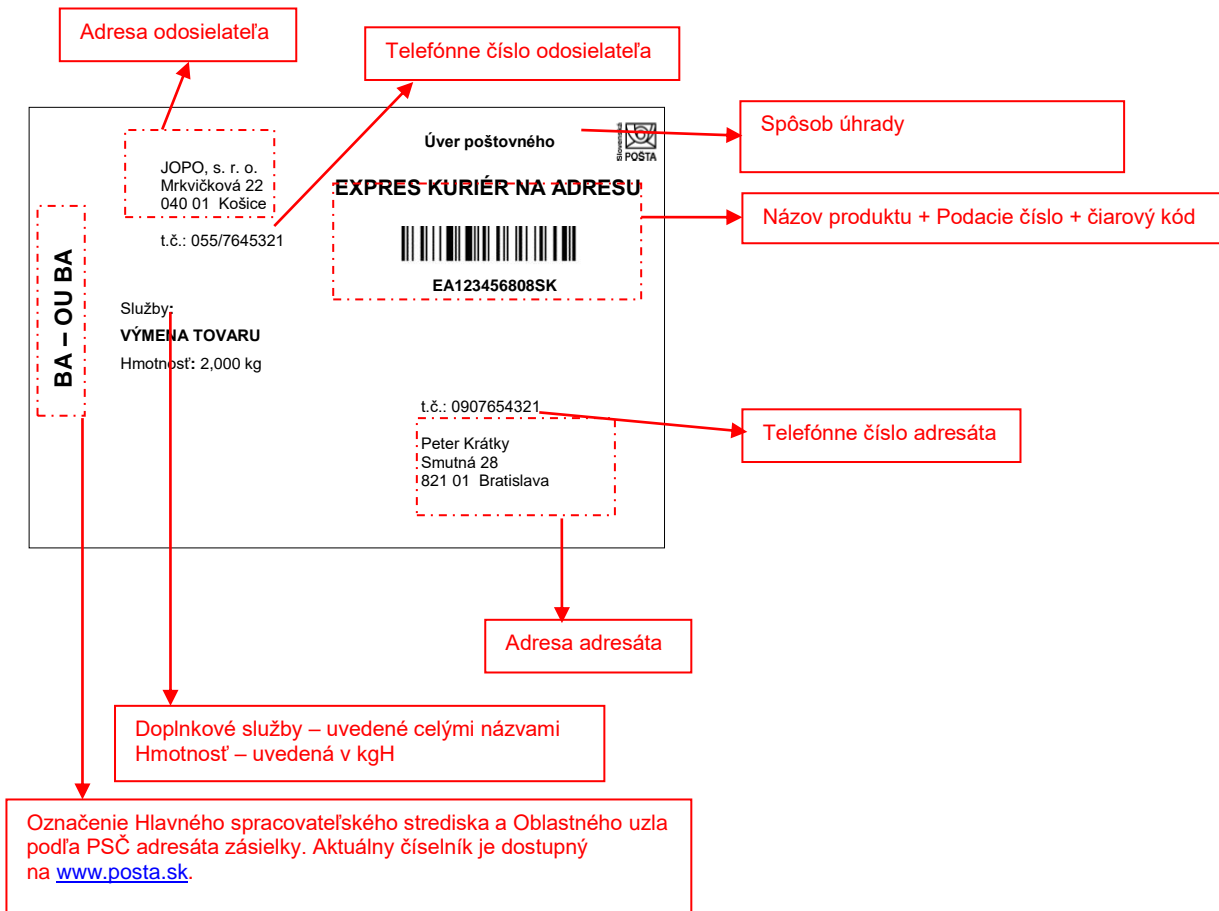 Adresa odosielateľa
Telefónne číslo odosielateľa
Spôsob úhrady
Úver poštovného
Slovenská
POŠTA
JOPO, s. r. o.
Mrkvičková 22
040 01 Košice
t.č.: 055/7645321
EXPRES KURIÉR NA ADRESU
EA123456808SK
Názov produktu + Podacie číslo + čiarový kód
BA – OU BA
Služby:
VÝMENA TOVARU
Hmotnosť: 2,000 kg
t.č.: 0907654321
Peter Krátky
Smutná 28
821 01 Bratislava
Telefónne číslo adresáta
Adresa adresáta
Doplnkové služby – uvedené celými názvami
Hmotnosť – uvedená v kgH
Označenie Hlavného spracovateľského strediska a Oblastného uzla
podľa PSČ adresáta zásielky. Aktuálny číselník je dostupný
na www.posta.sk.